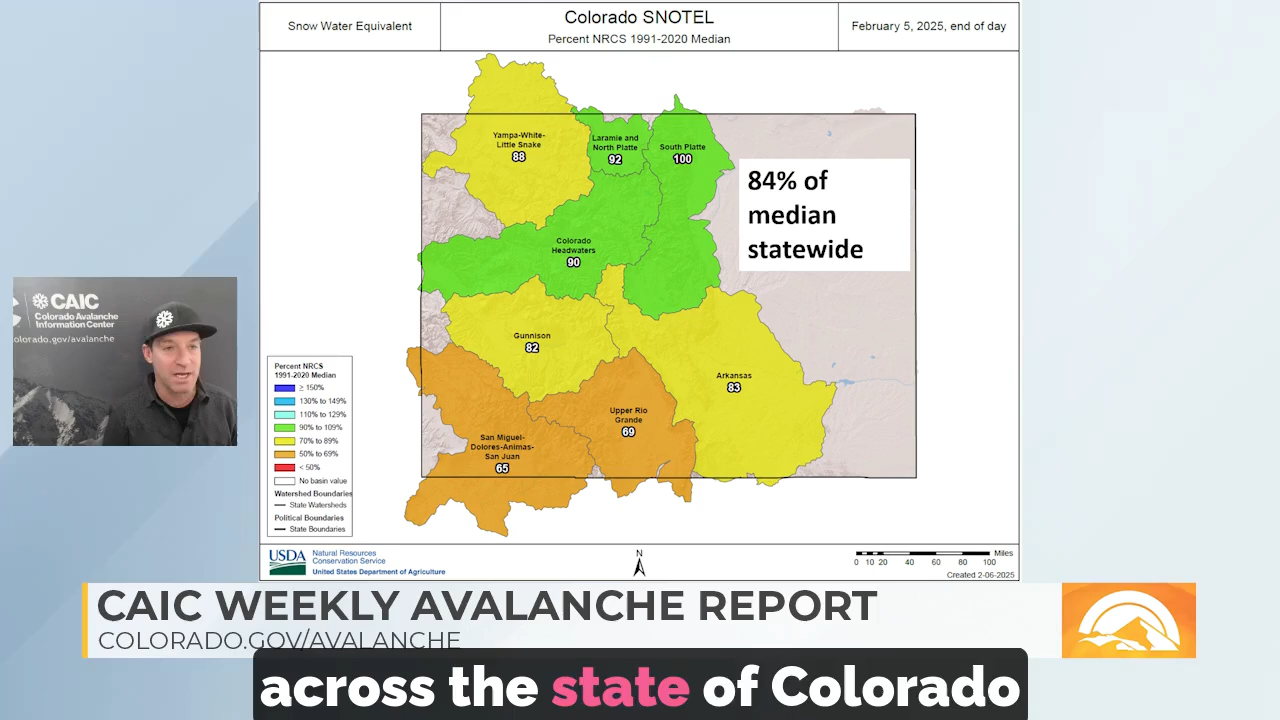 Snow Water Equivalent
Colorado SNOTEL
Percent NRCS 1991-2020 Median
February 5, 2025, end of day
Yampa-White-
Little Snake
88
Laramie and
North Platte
92
South Platte
100
84% of
median
statewide
Colorado
Headwaters
90
Gunnison
82
Arkansas
83
Upper Rio
Grande
69
San Miguel-
Dolores-Animas-
San Juan
65
CAIC
Colorado Avalanche
Information Center
olorado.gov/avalanche
Percent NRCS
1991-2020 Median
≥ 150%
130% to 149%
110% to 129%
90% to 109%
70% to 89%
50% to 69%
< 50%
No basin value
Watershed Boundaries
State Watersheds
Political Boundaries
State Boundaries
USDA
Natural Resources
Conservation Service
United States Department of Agriculture
N
Miles
0 10 20 40 60 80 100
Created 2-06-2025
CAIC WEEKLY AVALANCHE REPORT
COLORADO.GOV/AVALANCHE
across the state of Colorado